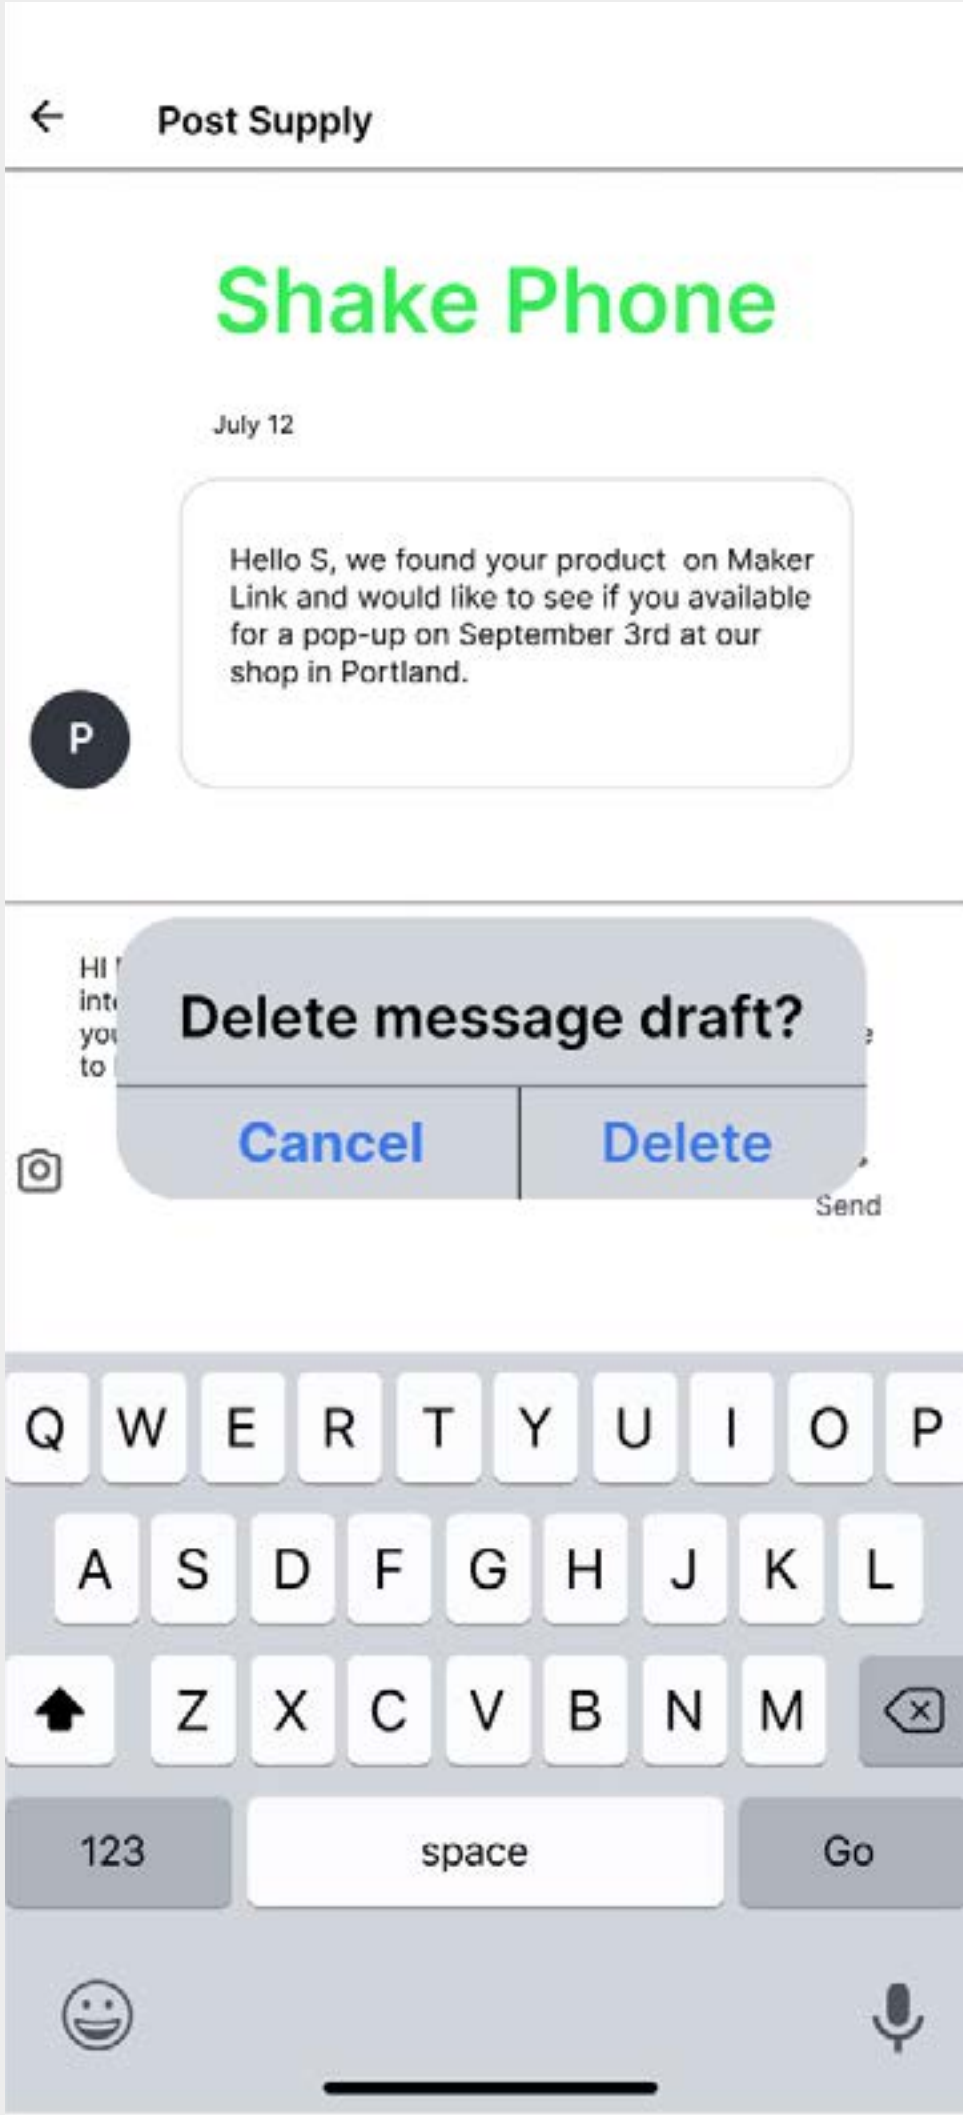 Post Supply
Shake Phone
July 12
Hello S, we found your product on Maker
Link and would like to see if you available
for a pop-up on September 3rd at our
shop in Portland.
P
HI
to
Delete message draft?
Cancel
Delete
Send
Q W E R T Y U I O P
A S D F G H J K L
Z X C V B N M
123 space Go